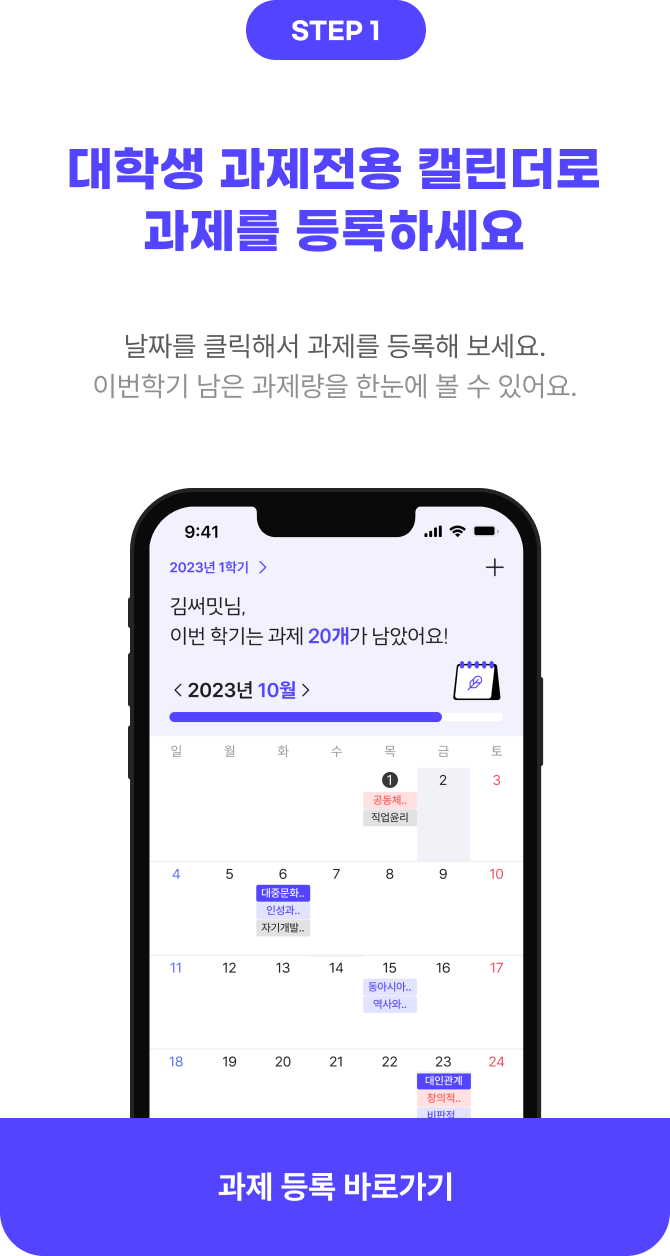 STEP 1
대학생 과제전용 캘린더로
과제를 등록하세요
날짜를 클릭해서 과제를 등록해 보세요.
이번학기 남은 과제량을 한눈에 볼 수 있어요.
9:41
2023년 1학기 >
김써밋님,
이번 학기는 과제 20개가 남았어요!
< 2023년 10월 >
일 월 화 수 목 금 토
1 2 3
공동체..
직업윤리
4 5 6 7 8 9 10
대중문화..
인성과..
자기개발..
11 12 13 14 15 16 17
동아시아..
역사와..
18 19 20 21 22 23 24
대인관계
창의적..
비판적
과제 등록 바로가기